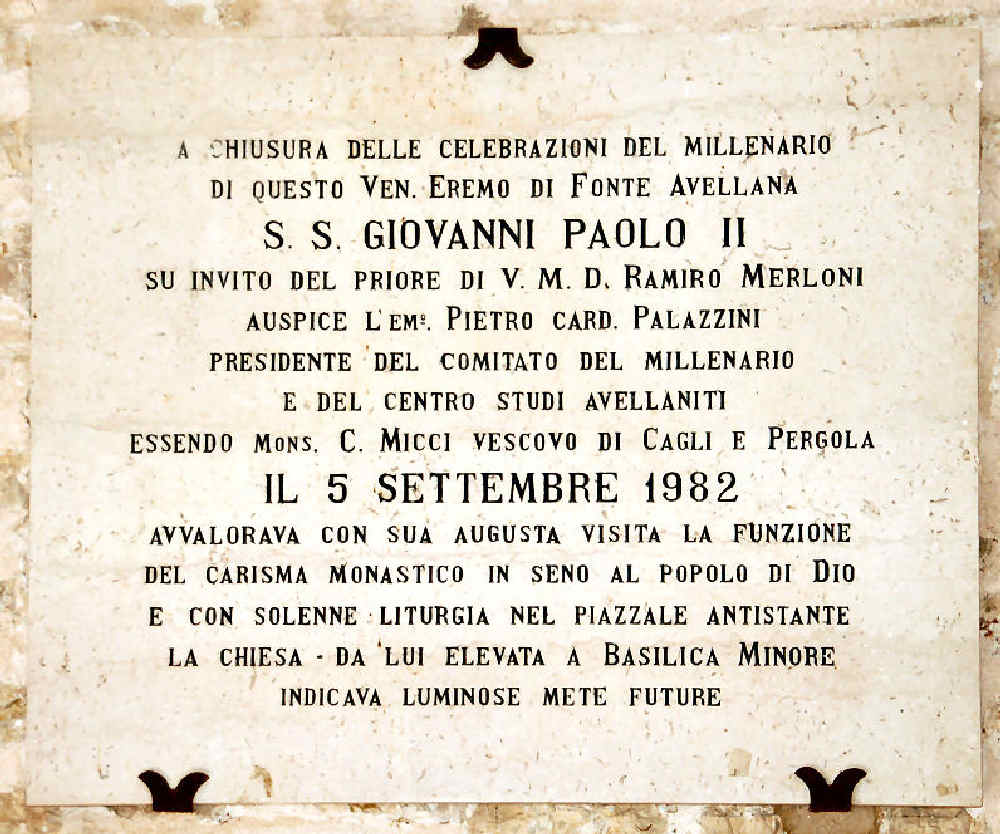 A CHIUSURA DELLE CELEBRAZIONI DEL MILLENARIO
DI QUESTO VEN. EREMO DI FONTE AVELLANA
S. S. GIOVANNI PAOLO II
SU INVITO DEL PRIORE DI V. M. D. RAMIRO MERLONI
AUSPICE L'EMº. PIETRO CARD. PALAZZINI
PRESIDENTE DEL COMITATO DEL MILLENARIO
E DEL CENTRO STUDI AVELLANITI
ESSENDO MONS. C. MICCI VESCOVO DI CAGLI E PERGOLA
IL 5 SETTEMBRE 1982
AVVALORAVA CON SUA AUGUSTA VISITA LA FUNZIONE
DEL CARISMA MONASTICO IN SENO AL POPOLO DI DIO
E CON SOLENNE LITURGIA NEL PIAZZALE ANTISTANTE
LA CHIESA - DA LUI ELEVATA A BASILICA MINORE
INDICAVA LUMINOSE METE FUTURE